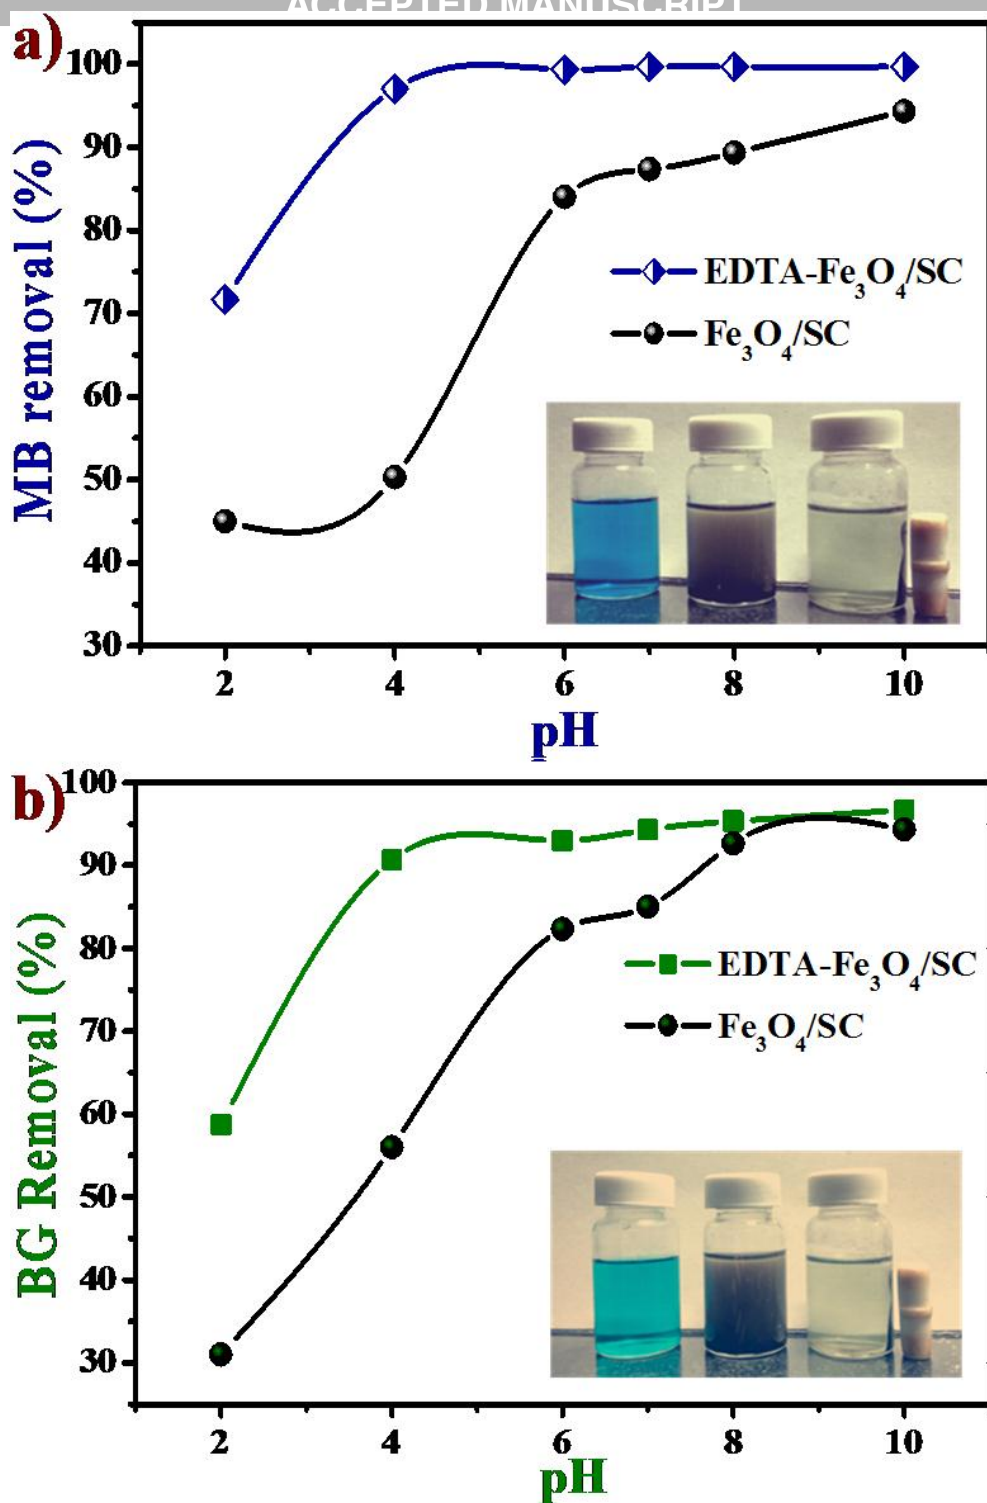 ACCEPTED MANUSCRIPT
a)
100
90
80
70
60
50
40
30
MB removal (%)
EDTA-Fe₃O₄/SC
Fe₃O₄/SC
2 4 6 8 10
pH
b)
100
90
80
70
60
50
40
30
BG Removal (%)
EDTA-Fe₃O₄/SC
Fe₃O₄/SC
2 4 6 8 10
pH